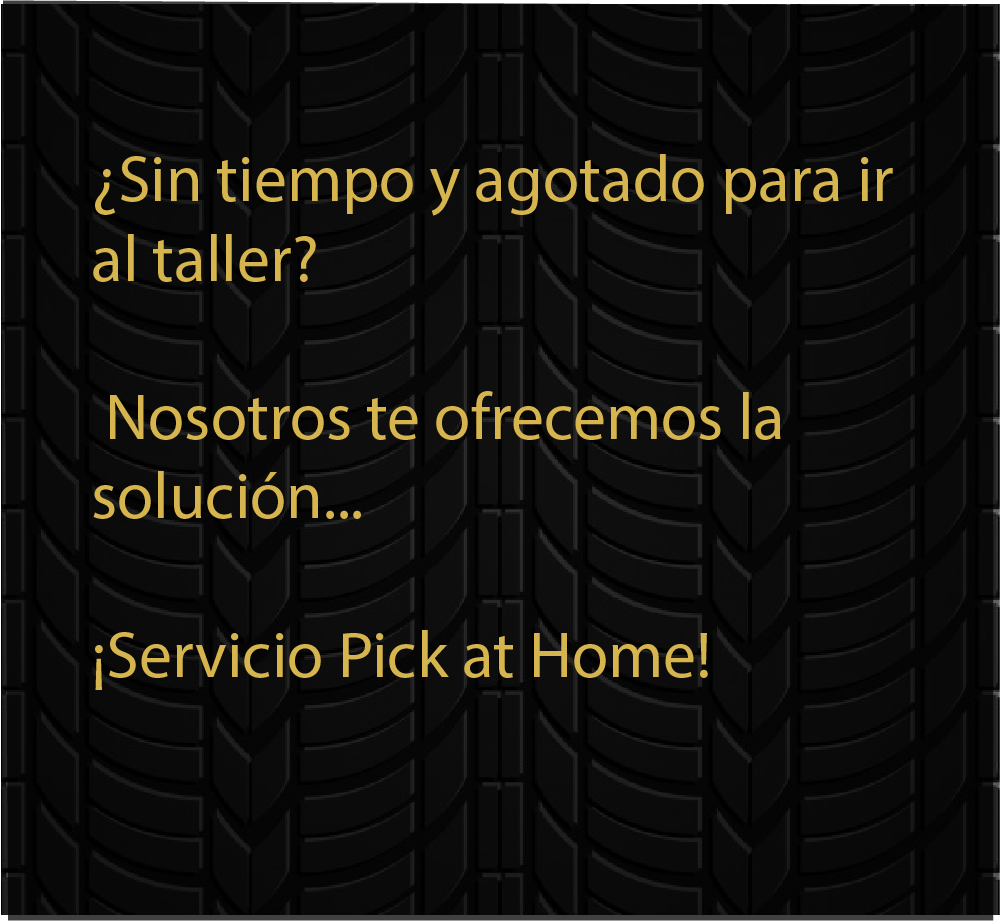 ¿Sin tiempo y agotado para ir
al taller?
Nosotros te ofrecemos la
solución...
¡Servicio Pick at Home!